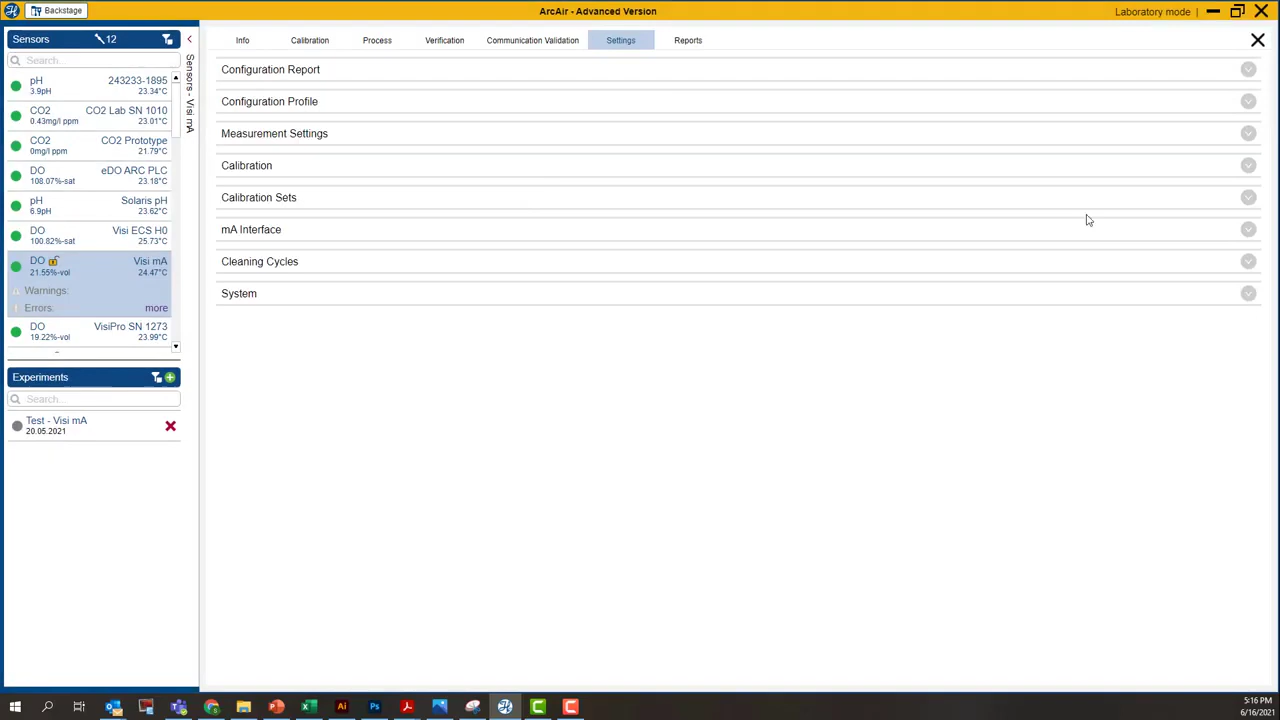 Backstage
ArcAir - Advanced Version
Laboratory mode |
Sensors 12
Search...
pH 243233-1895
3.9pH 23.34°C
CO2 CO2 Lab SN 1010
0.43mg/l ppm 23.01°C
CO2 CO2 Prototype
0mg/l ppm 21.79°C
DO eDO ARC PLC
108.07%-sat 23.18°C
pH Solaris pH
6.9pH 23.62°C
DO Visi ECS H0
100.82%-sat 25.73°C
DO Visi mA
21.55%-vol 24.47°C
Warnings:
Errors: more
DO VisiPro SN 1273
19.22%-vol 23.99°C
Experiments
Search...
Test - Visi mA
20.05.2021
Sensors - Visi mA
Info Calibration Process Verification Communication Validation Settings Reports
Configuration Report
Configuration Profile
Measurement Settings
Calibration
Calibration Sets
mA Interface
Cleaning Cycles
System
5:16 PM
6/16/2021